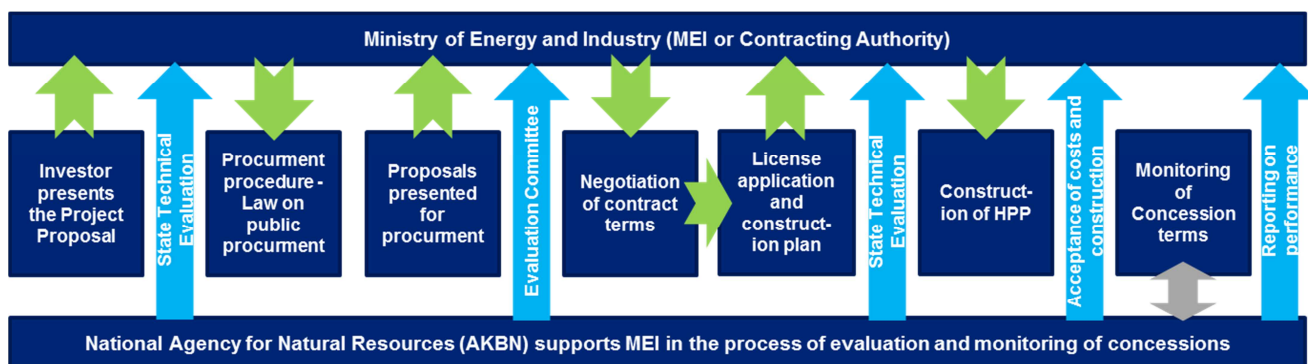 Ministry of Energy and Industry (MEI or Contracting Authority)
Investor
presents
the Project
Proposal
State Technical
Evaluation
Procurment
procedure -
Law on
public
procurment
Proposals
presented
for
procurment
Evaluation Committee
Negotiation
of contract
terms
License
application
and
construct-
ion plan
State Technical
Evaluation
Construct-
ion of HPP
Acceptance of costs and
construction
Monitoring
of
Concession
terms
Reporting on
performance
National Agency for Natural Resources (AKBN) supports MEI in the process of evaluation and monitoring of concessions